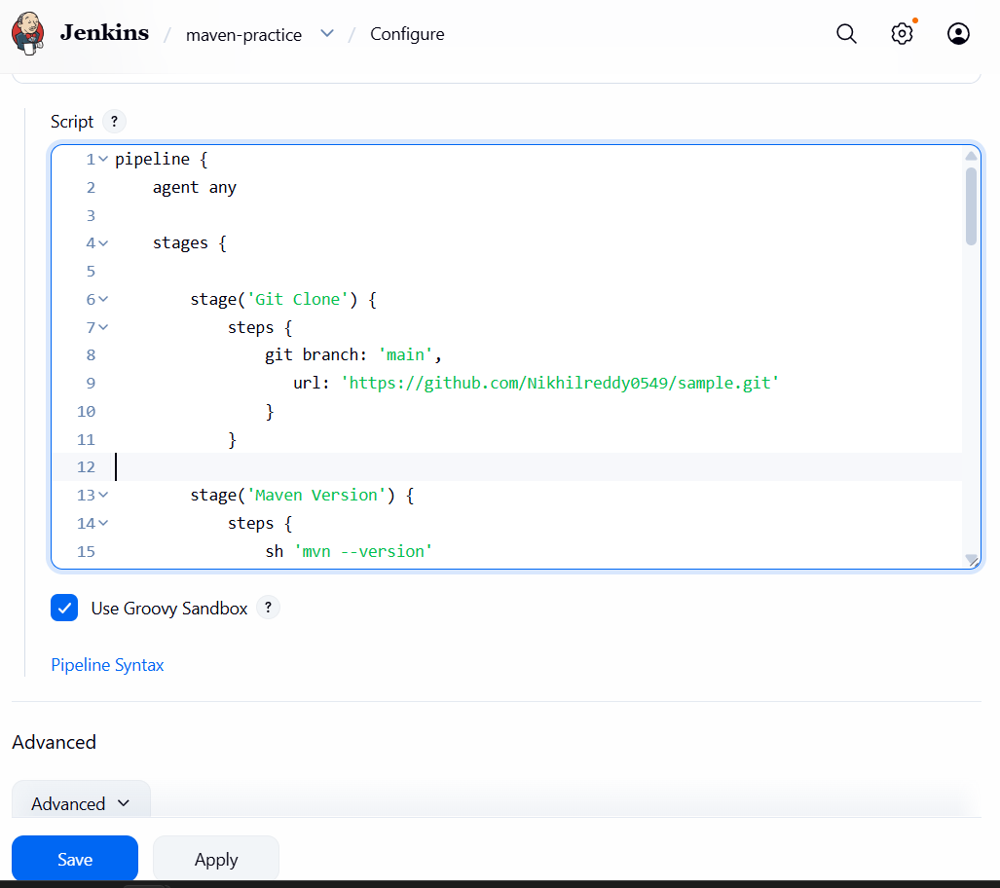 Jenkins / maven-practice / Configure
Script ?
1 pipeline {
2     agent any
3
4     stages {
5
6         stage('Git Clone') {
7             steps {
8                 git branch: 'main',
9                    url: 'https://github.com/Nikhilreddy0549/sample.git'
10                }
11            }
12
13        stage('Maven Version') {
14            steps {
15                sh 'mvn --version'
Use Groovy Sandbox ?
Pipeline Syntax
Advanced
Advanced
Save Apply